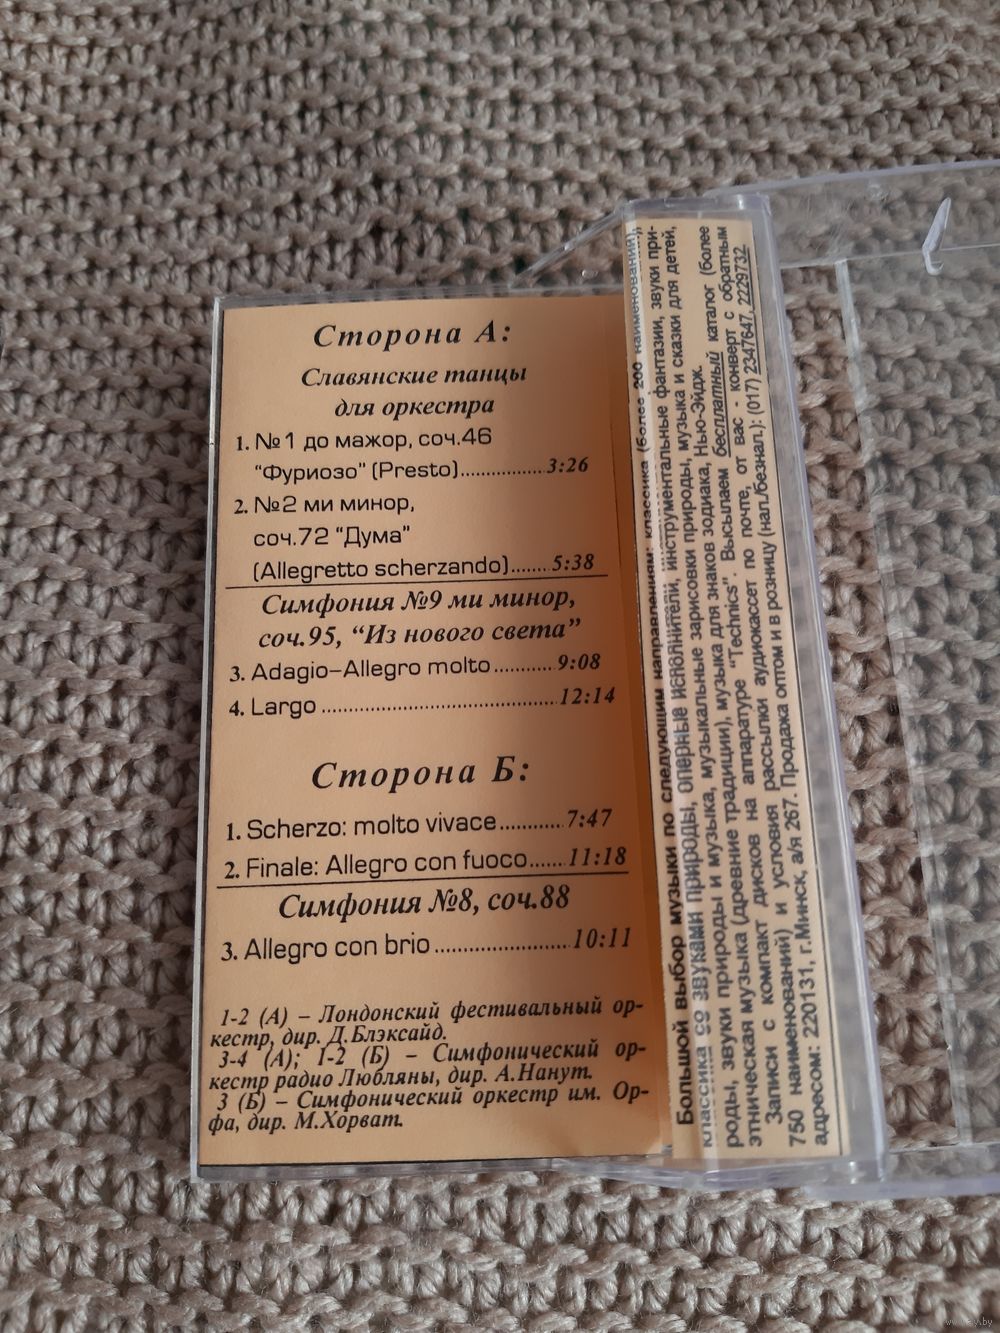 Сторона А:
Славянские танцы
для оркестра
1. №1 до мажор, соч.46
"Фуриозо" (Presto)..............3:26
2. №2 ми минор,
соч.72 "Дума"
(Allegretto scherzando).......5:38
Симфония №9 ми минор,
соч.95, "Из нового света"
3. Adagio–Allegro molto..........9:08
4. Largo......................................12:14
Сторона Б:
1. Scherzo: molto vivace...........7:47
2. Finale: Allegro con fuoco......11:18
Симфония №8, соч.88
3. Allegro con brio.......................10:11
1-2 (А) – Лондонский фестивальный ор-
кестр, дир. Д.Блэксайд.
3-4 (А); 1-2 (Б) – Симфонический ор-
кестр радио Любляны, дир. А.Нанут.
3 (Б) – Симфонический оркестр им. Ор-
фа, дир. М.Хорват.
Большой выбор музыки по следующим направлениям: классика (более 200 наименований),
классика со звуками природы, оперные исполнители, инструментальные фантазии, звуки при-
роды, звуки природы и музыка, музыкальные зарисовки природы, музыка и сказки для детей,
этническая музыка (древние традиции), музыка для знаков зодиака, Нью-Эйдж.
Записи с компакт дисков на аппаратуре "Technics". Высылаем бесплатный каталог (более
750 наименований) и условия рассылки аудиокассет по почте, от вас - конверт с обратным
адресом: 220131, г.Минск, а/я 267. Продажа оптом и в розницу (нал./безнал.): (017) 2347647, 2229732